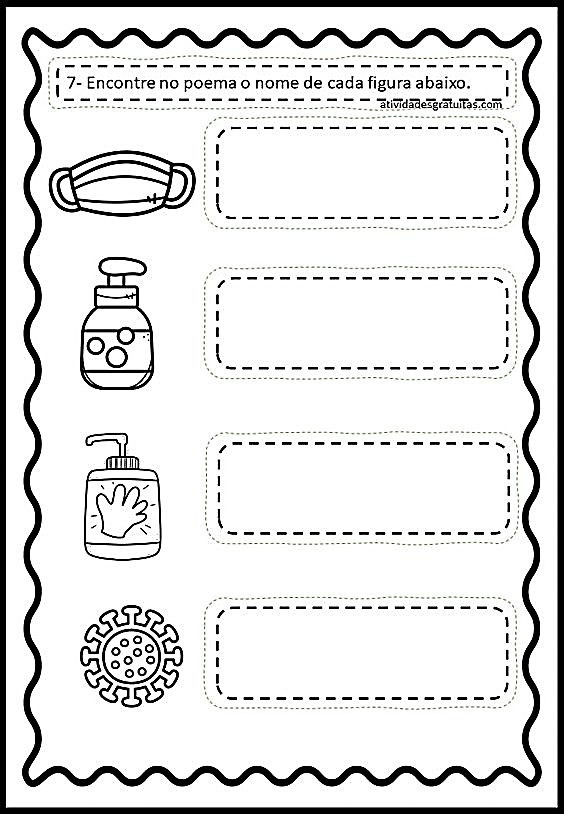 7- Encontre no poema o nome de cada figura abaixo.
atividadesgratuitas.com